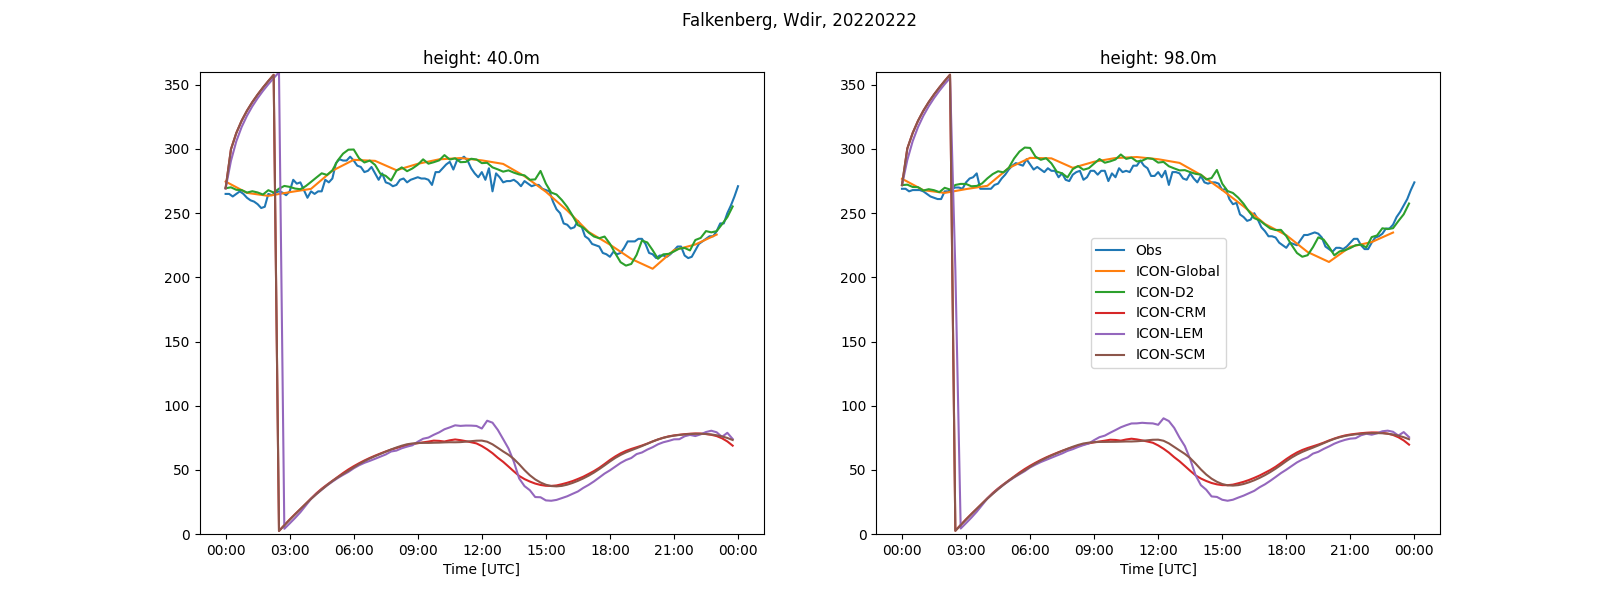 Falkenberg, Wdir, 20220222
height: 40.0m
350
300
250
200
150
100
50
0
00:00 03:00 06:00 09:00 12:00 15:00 18:00 21:00 00:00
Time [UTC]
height: 98.0m
350
300
250
200
150
100
50
0
Obs
ICON-Global
ICON-D2
ICON-CRM
ICON-LEM
ICON-SCM
00:00 03:00 06:00 09:00 12:00 15:00 18:00 21:00 00:00
Time [UTC]